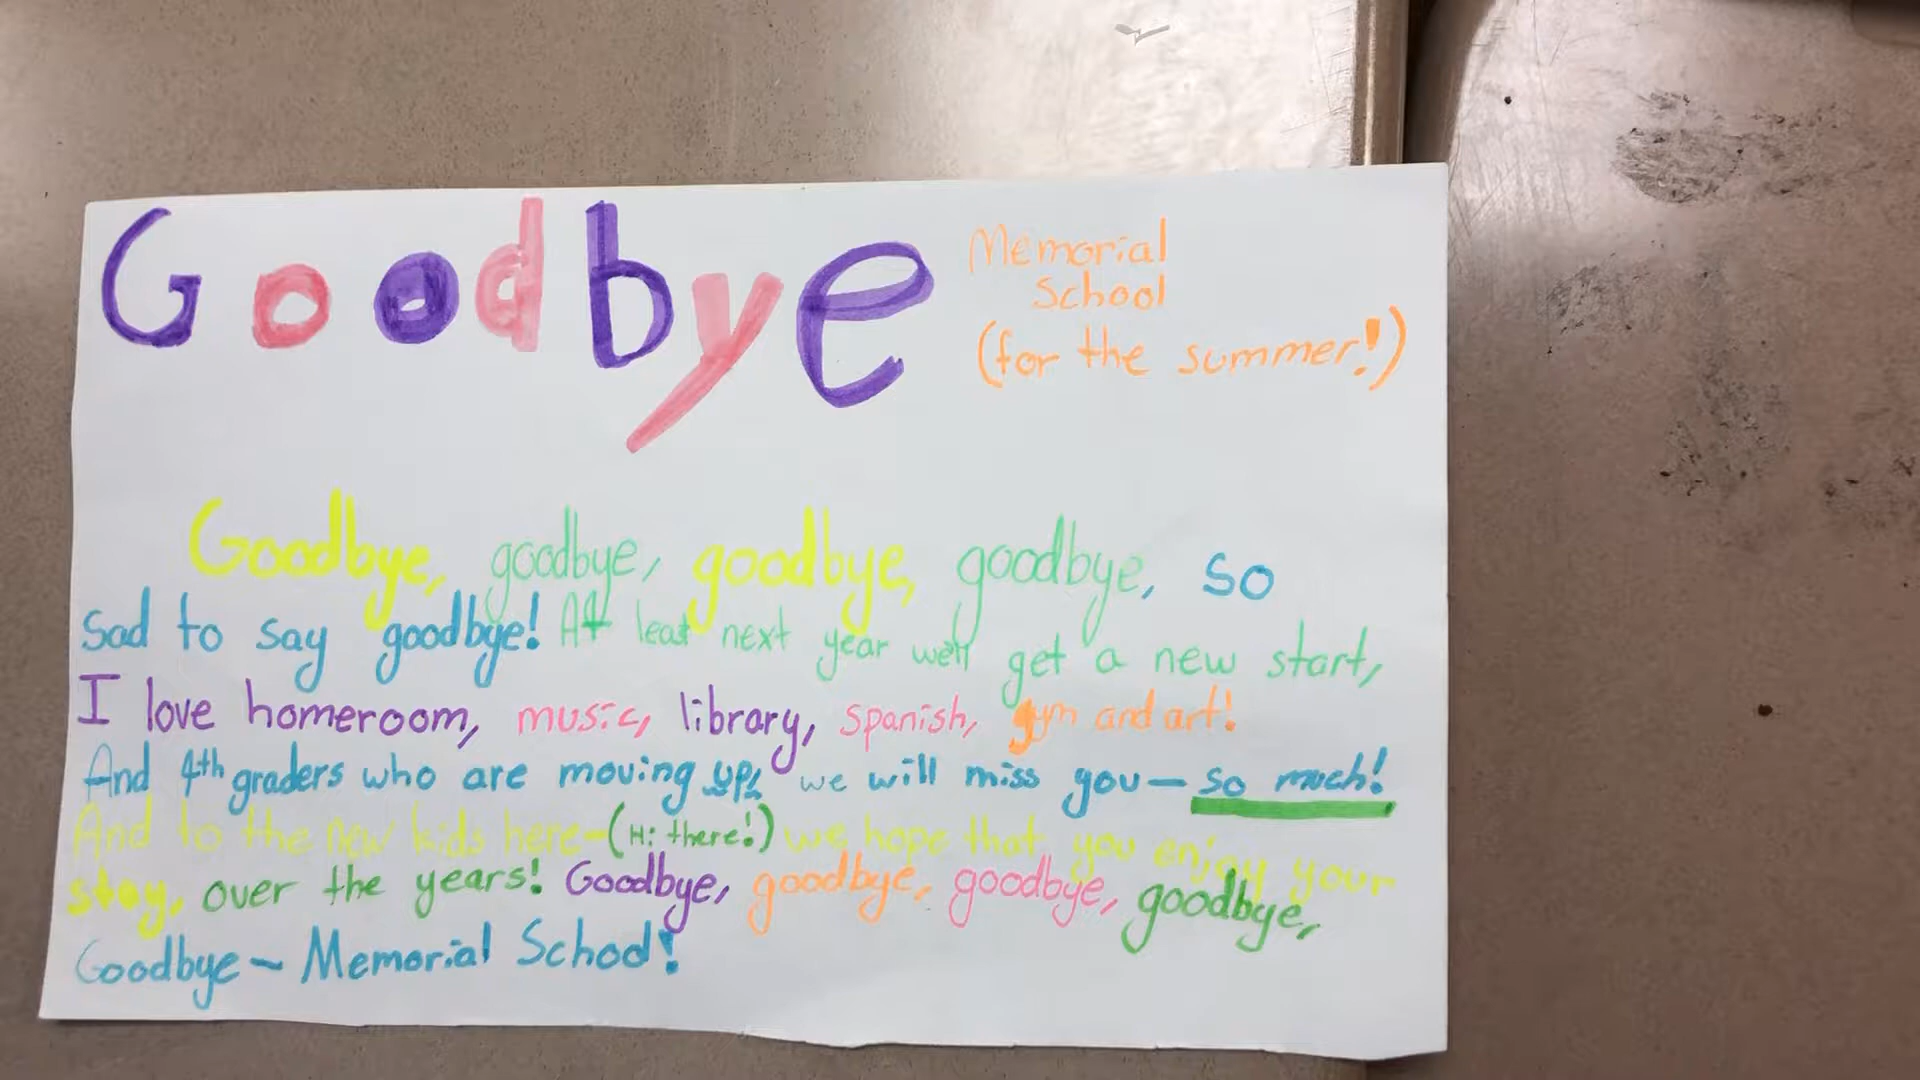 Goodbye Memorial
School
(for the summer!)
Goodbye, goodbye, goodbye, goodbye, so
Sad to say goodbye! At least next year we'll get a new start,
I love homeroom, music, library, spanish, gym and art!
And 4th graders who are moving up, we will miss you — so much!
And to the new kids here - (Hi there!) we hope that you enjoy your
stay, over the years! Goodbye, goodbye, goodbye, goodbye,
Goodbye ~ Memorial School!